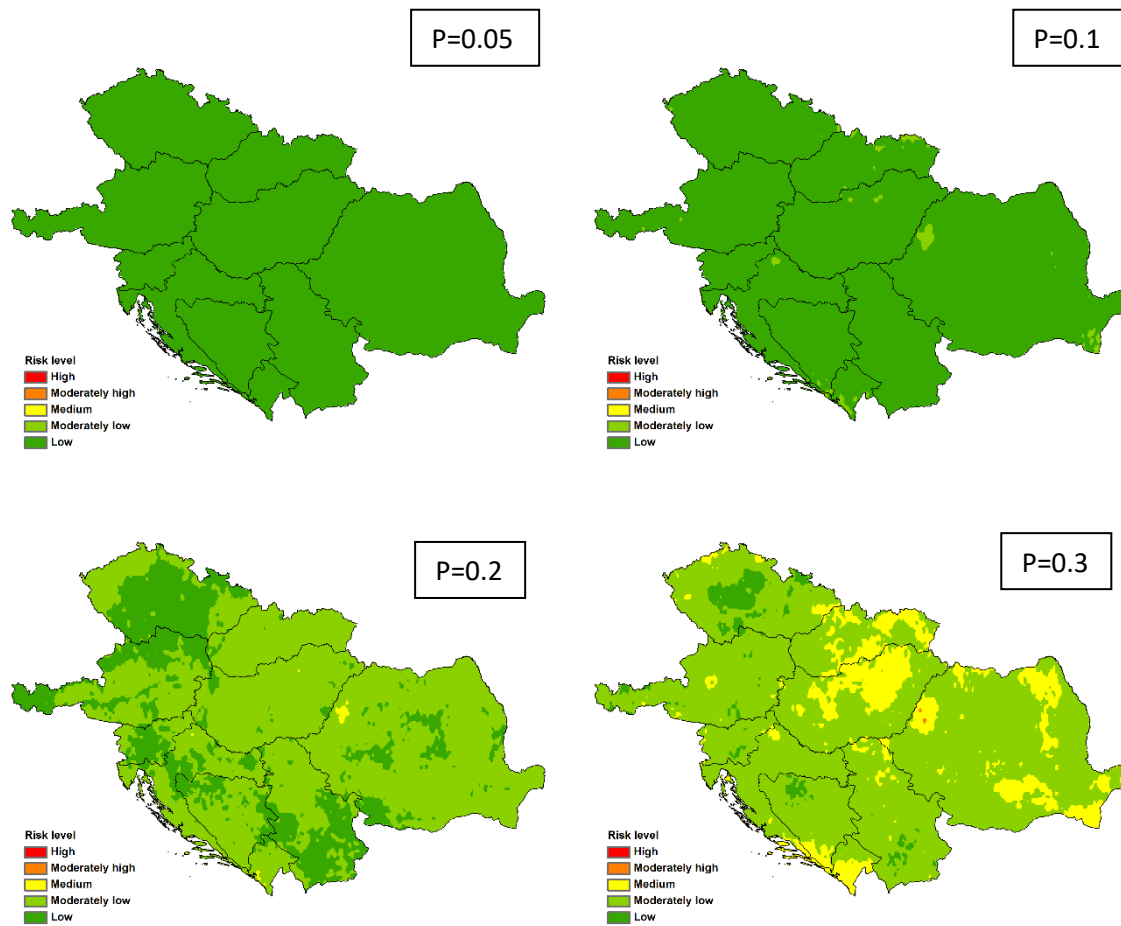 P=0.05
Risk level
High
Moderately high
Medium
Moderately low
Low
P=0.1
Risk level
High
Moderately high
Medium
Moderately low
Low
P=0.2
Risk level
High
Moderately high
Medium
Moderately low
Low
P=0.3
Risk level
High
Moderately high
Medium
Moderately low
Low